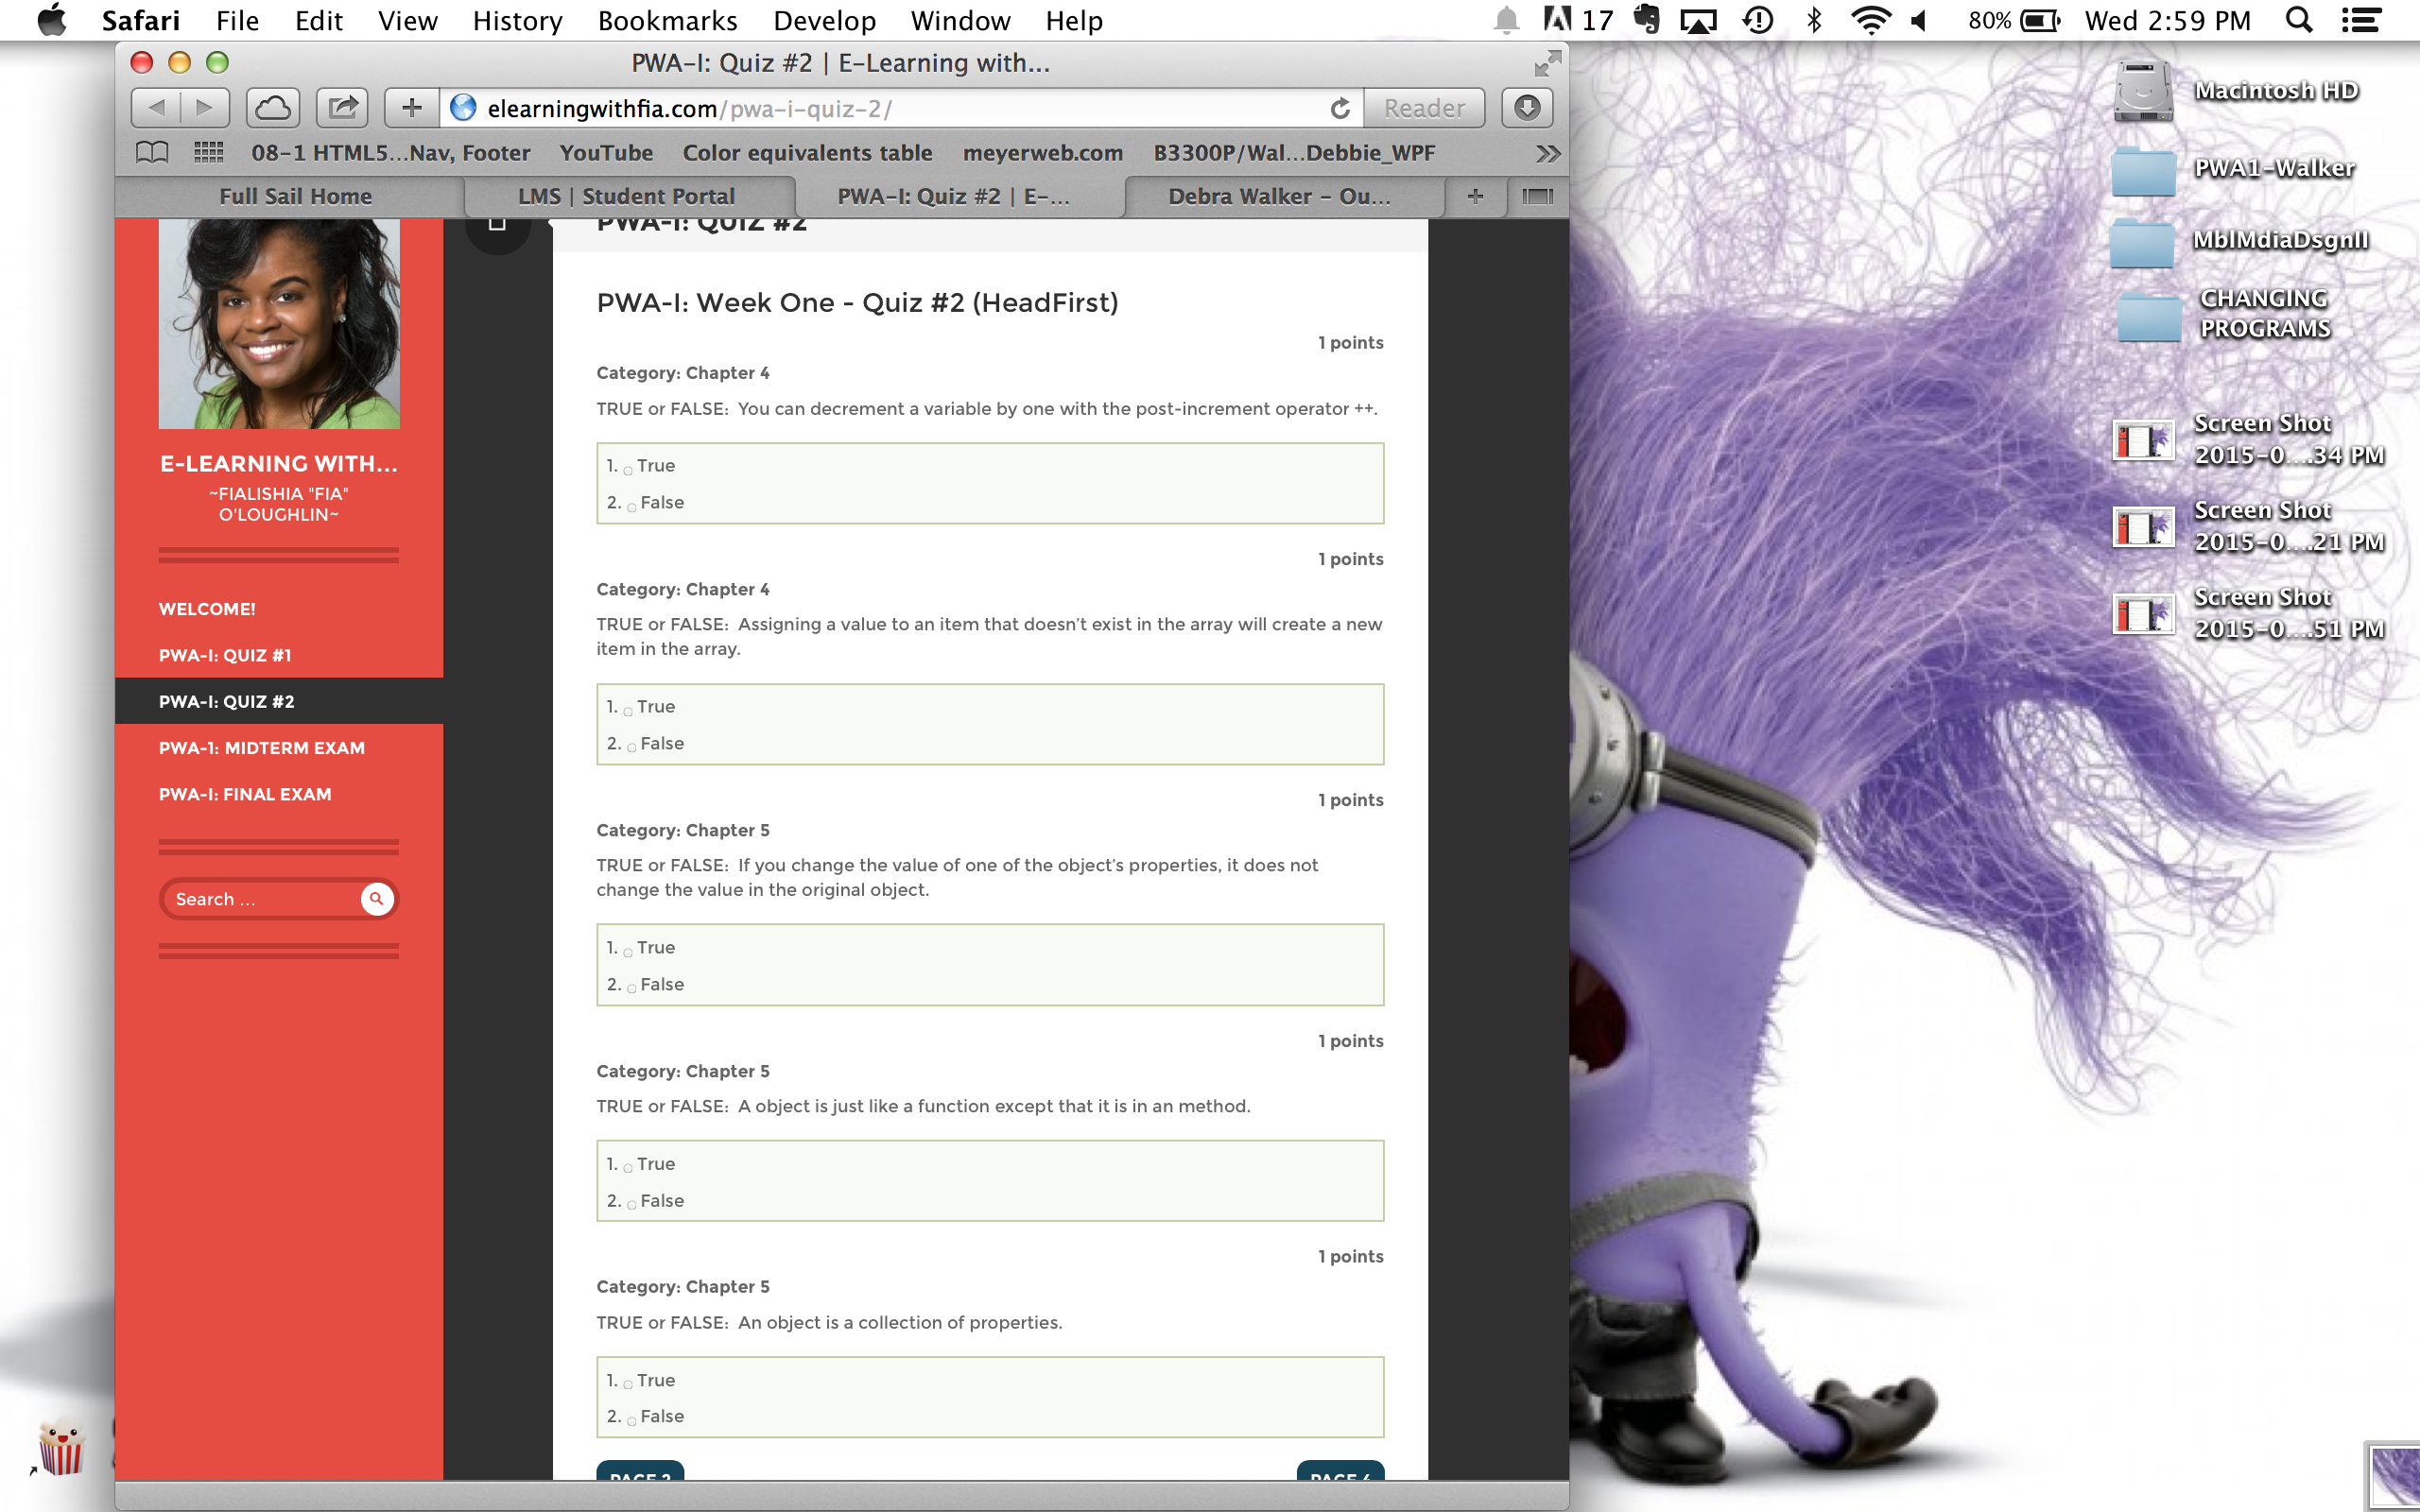 Safari File Edit View History Bookmarks Develop Window Help 17 80% Wed 2:59 PM
PWA-I: Quiz #2 | E-Learning with...
elearningwithfia.com/pwa-i-quiz-2/ Reader
08-1 HTML5...Nav, Footer YouTube Color equivalents table meyerweb.com B3300P/Wal...Debbie_WPF
Full Sail Home LMS | Student Portal PWA-I: Quiz #2 | E-... Debra Walker - Ou...
E-LEARNING WITH...
~FIALISHIA "FIA"
O'LOUGHLIN~
WELCOME!
PWA-I: QUIZ #1
PWA-I: QUIZ #2
PWA-1: MIDTERM EXAM
PWA-I: FINAL EXAM
Search ...
PWA-I: QUIZ #2
PWA-I: Week One - Quiz #2 (HeadFirst)
1 points
Category: Chapter 4
TRUE or FALSE: You can decrement a variable by one with the post-increment operator ++.
1. True
2. False
1 points
Category: Chapter 4
TRUE or FALSE: Assigning a value to an item that doesn't exist in the array will create a new
item in the array.
1. True
2. False
1 points
Category: Chapter 5
TRUE or FALSE: If you change the value of one of the object's properties, it does not
change the value in the original object.
1. True
2. False
1 points
Category: Chapter 5
TRUE or FALSE: A object is just like a function except that it is in an method.
1. True
2. False
1 points
Category: Chapter 5
TRUE or FALSE: An object is a collection of properties.
1. True
2. False
Macintosh HD
PWA1-Walker
MblMdiaDsgnII
CHANGING
PROGRAMS
Screen Shot
2015-0....34 PM
Screen Shot
2015-0....21 PM
Screen Shot
2015-0....51 PM